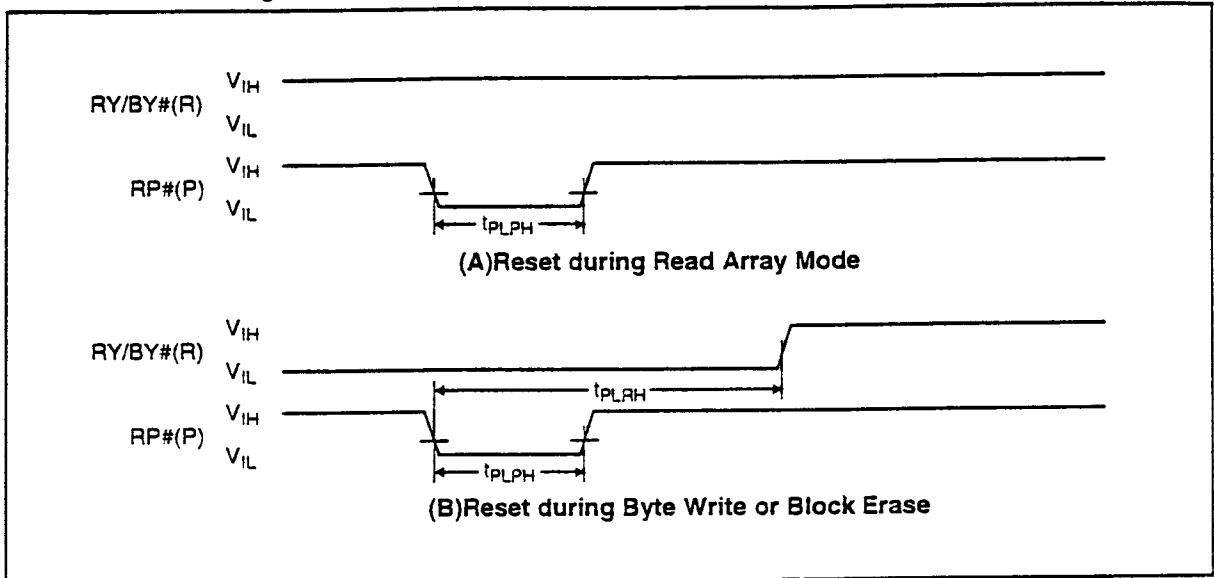 V_IH
RY/BY#(R)
V_IL
V_IH
RP#(P)
V_IL
t_PLPH
(A)Reset during Read Array Mode
V_IH
RY/BY#(R)
V_IL
t_PLRH
V_IH
RP#(P)
V_IL
t_PLPH
(B)Reset during Byte Write or Block Erase